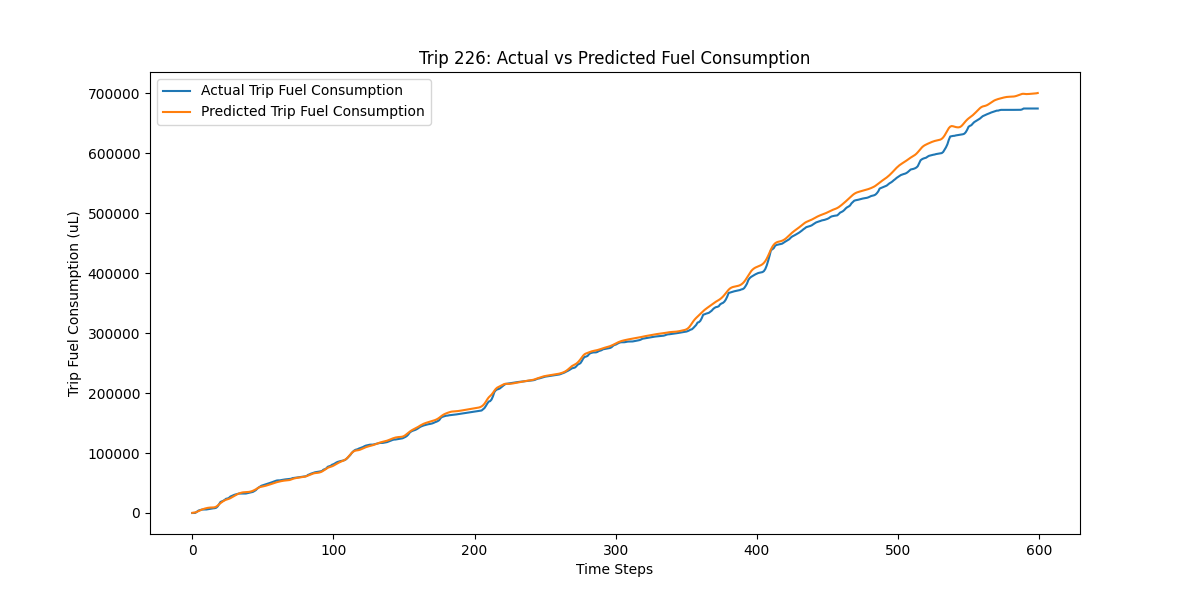 Trip 226: Actual vs Predicted Fuel Consumption
Actual Trip Fuel Consumption
Predicted Trip Fuel Consumption
Trip Fuel Consumption (uL)
700000
600000
500000
400000
300000
200000
100000
0
0 100 200 300 400 500 600
Time Steps